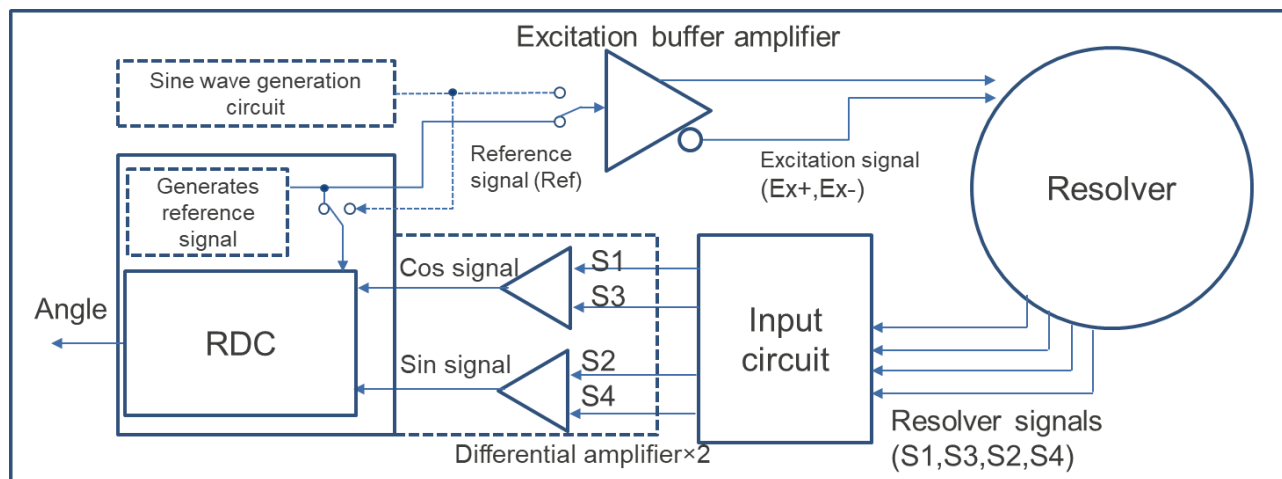 Excitation buffer amplifier
Sine wave generation
circuit
Reference
signal (Ref)
Excitation signal
(Ex+,Ex-)
Resolver
Generates
reference
signal
Cos signal
S1
S3
Angle
RDC
Input
circuit
Sin signal
S2
S4
Differential amplifier×2
Resolver signals
(S1,S3,S2,S4)